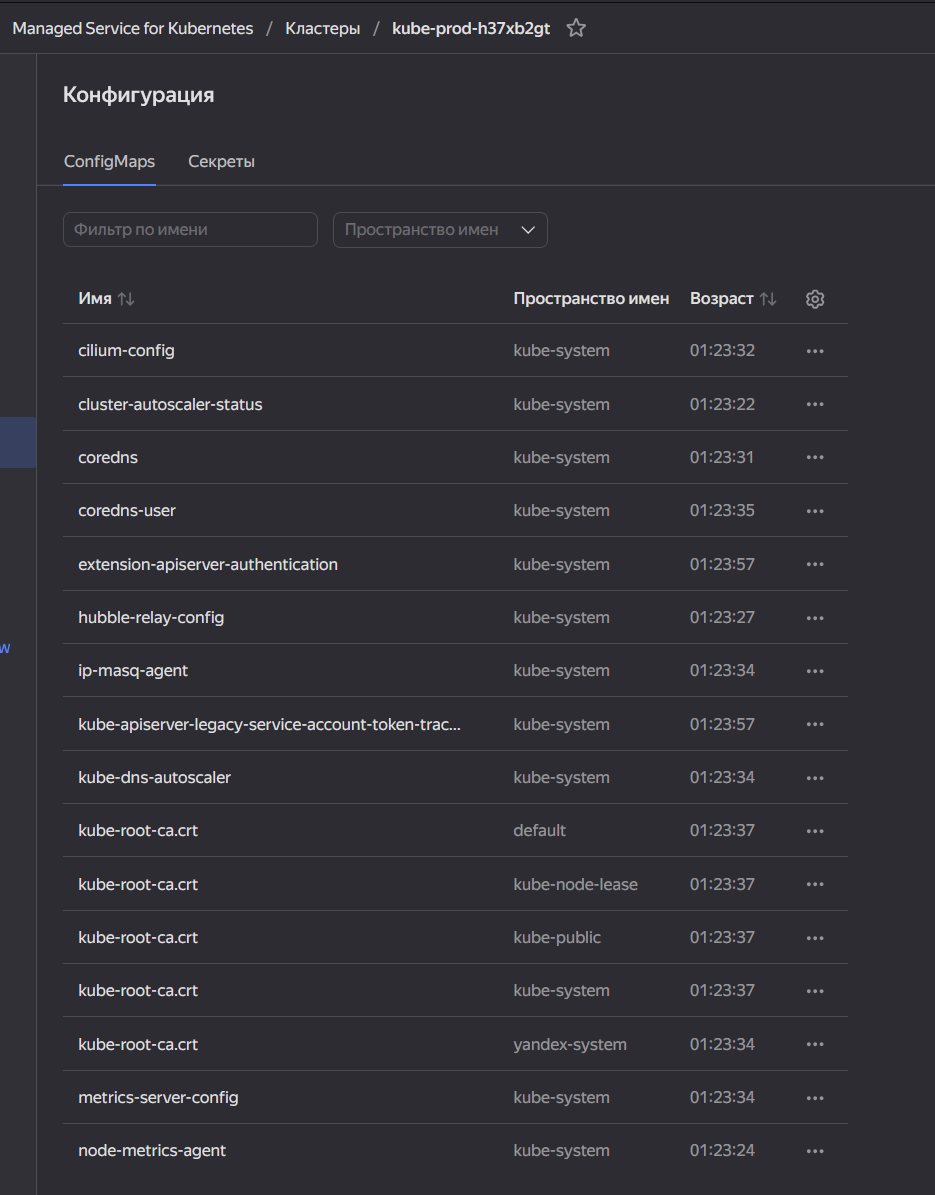 Managed Service for Kubernetes / Кластеры / kube-prod-h37xb2gt
Конфигурация
ConfigMaps Секреты
Фильтр по имени Пространство имен
Имя Пространство имен Возраст
cilium-config kube-system 01:23:32
cluster-autoscaler-status kube-system 01:23:22
coredns kube-system 01:23:31
coredns-user kube-system 01:23:35
extension-apiserver-authentication kube-system 01:23:57
hubble-relay-config kube-system 01:23:27
w
ip-masq-agent kube-system 01:23:34
kube-apiserver-legacy-service-account-token-trac... kube-system 01:23:57
kube-dns-autoscaler kube-system 01:23:34
kube-root-ca.crt default 01:23:37
kube-root-ca.crt kube-node-lease 01:23:37
kube-root-ca.crt kube-public 01:23:37
kube-root-ca.crt kube-system 01:23:37
kube-root-ca.crt yandex-system 01:23:34
metrics-server-config kube-system 01:23:34
node-metrics-agent kube-system 01:23:24